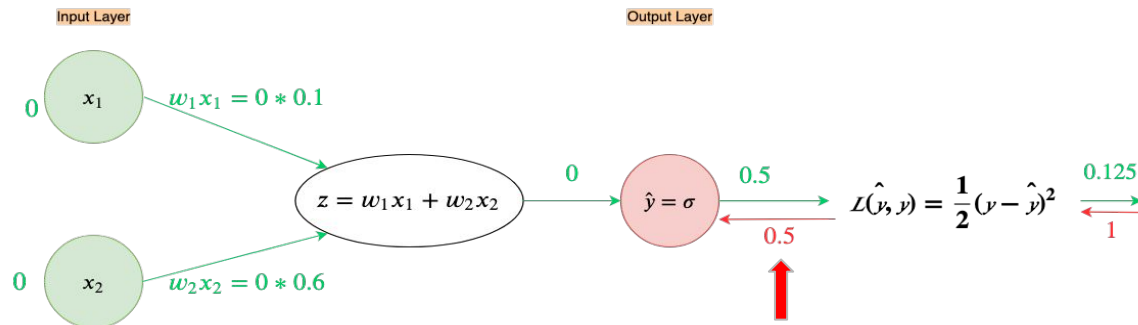 Input Layer
Output Layer
x₁
0
w₁x₁ = 0 * 0.1
z = w₁x₁ + w₂x₂
0
ŷ = σ
0.5
0.5
ℒ(ŷ, y) = 1/2 (y − ŷ)²
0.125
1
x₂
0
w₂x₂ = 0 * 0.6